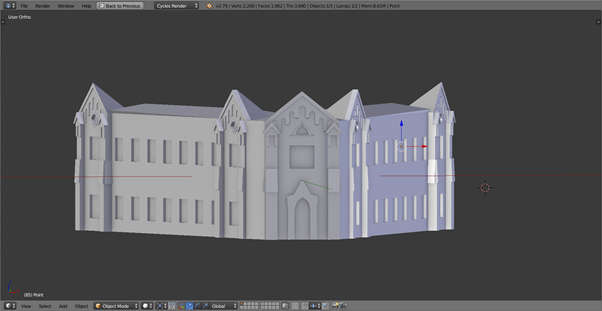 File Render Window Help Back to Previous Cycles Render v2.79 | Verts:2,268 | Faces:1,862 | Tris:3,680 | Objects:1/5 | Lamps:1/2 | Mem:8.61M | Point
User Ortho
(85) Point
View Select Add Object Object Mode Global